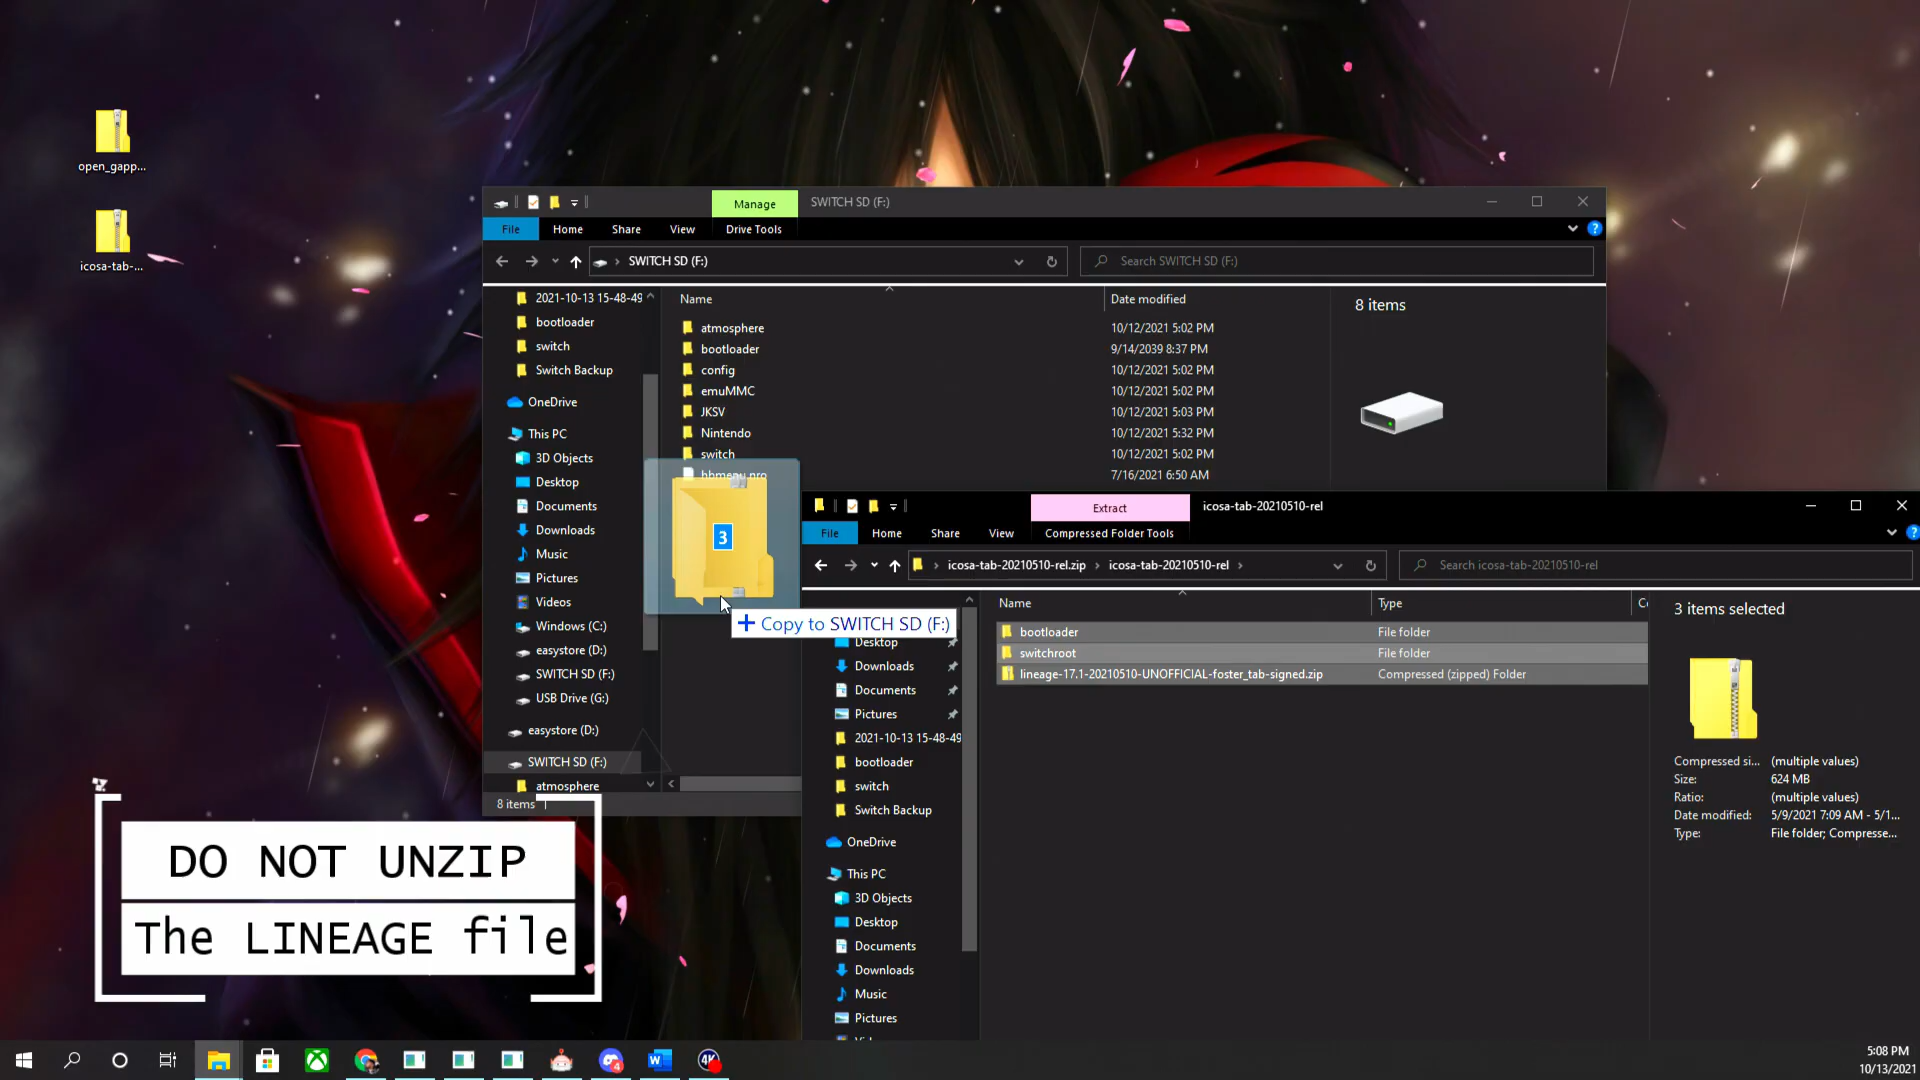 open_gapp...
icosa-tab-...
Manage
SWITCH SD (F:)
File
Home
Share
View
Drive Tools
SWITCH SD (F:)
Search SWITCH SD (F:)
2021-10-13 15-48-49
bootloader
switch
Switch Backup
OneDrive
This PC
3D Objects
Desktop
Documents
Downloads
Music
Pictures
Videos
Windows (C:)
easystore (D:)
SWITCH SD (F:)
USB Drive (G:)
easystore (D:)
SWITCH SD (F:)
atmosphere
8 items
Name
Date modified
atmosphere 10/12/2021 5:02 PM
bootloader 9/14/2039 8:37 PM
config 10/12/2021 5:02 PM
emuMMC 10/12/2021 5:02 PM
JKSV 10/12/2021 5:03 PM
Nintendo 10/12/2021 5:32 PM
switch 10/12/2021 5:02 PM
hbmenu.nro 7/16/2021 6:50 AM
8 items
3
Copy to SWITCH SD (F:)
Extract
icosa-tab-20210510-rel
File
Home
Share
View
Compressed Folder Tools
icosa-tab-20210510-rel.zip
icosa-tab-20210510-rel
Search icosa-tab-20210510-rel
Desktop
Downloads
Documents
Pictures
2021-10-13 15-48-49
bootloader
switch
Switch Backup
OneDrive
This PC
3D Objects
Desktop
Documents
Downloads
Music
Pictures
Name
Type
bootloader File folder
switchroot File folder
lineage-17.1-20210510-UNOFFICIAL-foster_tab-signed.zip Compressed (zipped) Folder
3 items selected
Compressed si... (multiple values)
Size: 624 MB
Ratio: (multiple values)
Date modified: 5/9/2021 7:09 AM - 5/1...
Type: File folder; Compresse...
DO NOT UNZIP
The LINEAGE file
4
4K
5:08 PM
10/13/2021